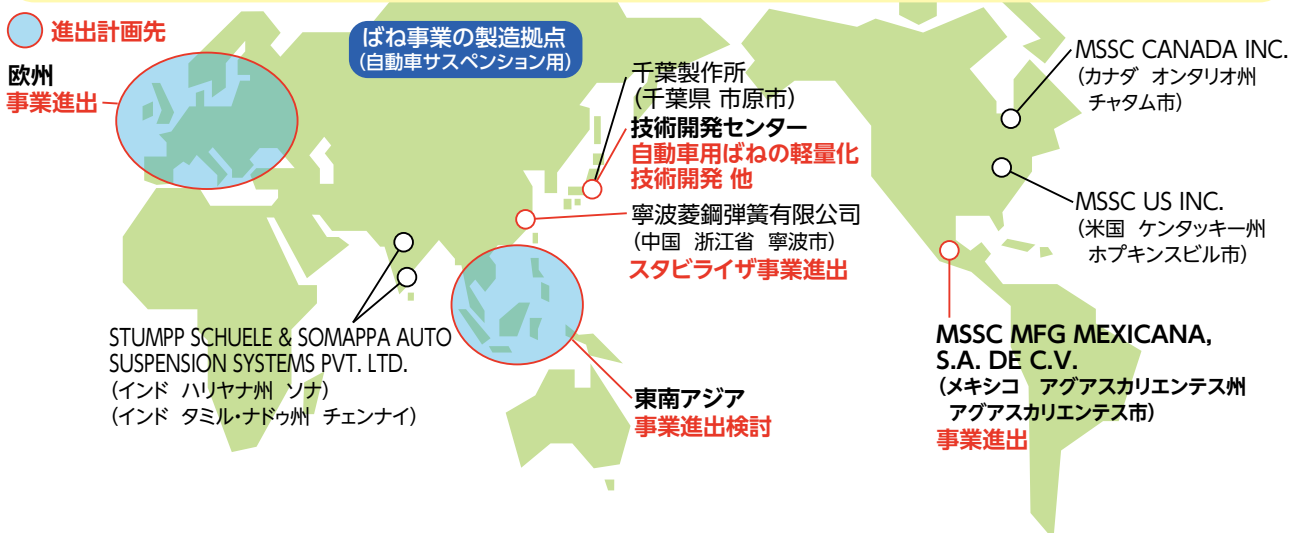 進出計画先
ばね事業の製造拠点
(自動車サスペンション用)
欧州
事業進出
千葉製作所
(千葉県 市原市)
技術開発センター
自動車用ばねの軽量化
技術開発 他
寧波菱鋼弾簧有限公司
(中国 浙江省 寧波市)
スタビライザ事業進出
MSSC CANADA INC.
(カナダ オンタリオ州
チャタム市)
MSSC US INC.
(米国 ケンタッキー州
ホプキンスビル市)
STUMPP SCHUELE & SOMAPPA AUTO
SUSPENSION SYSTEMS PVT. LTD.
(インド ハリヤナ州 ソナ)
(インド タミル・ナドゥ州 チェンナイ)
東南アジア
事業進出検討
MSSC MFG MEXICANA,
S.A. DE C.V.
(メキシコ アグアスカリエンテス州
アグアスカリエンテス市)
事業進出